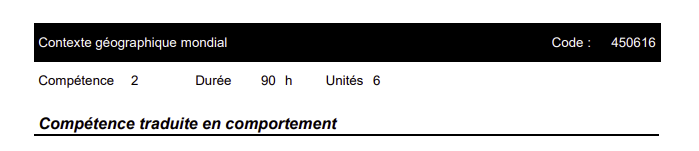 Contexte géographique mondial Code : 450616
Compétence 2 Durée 90 h Unités 6
Compétence traduite en comportement